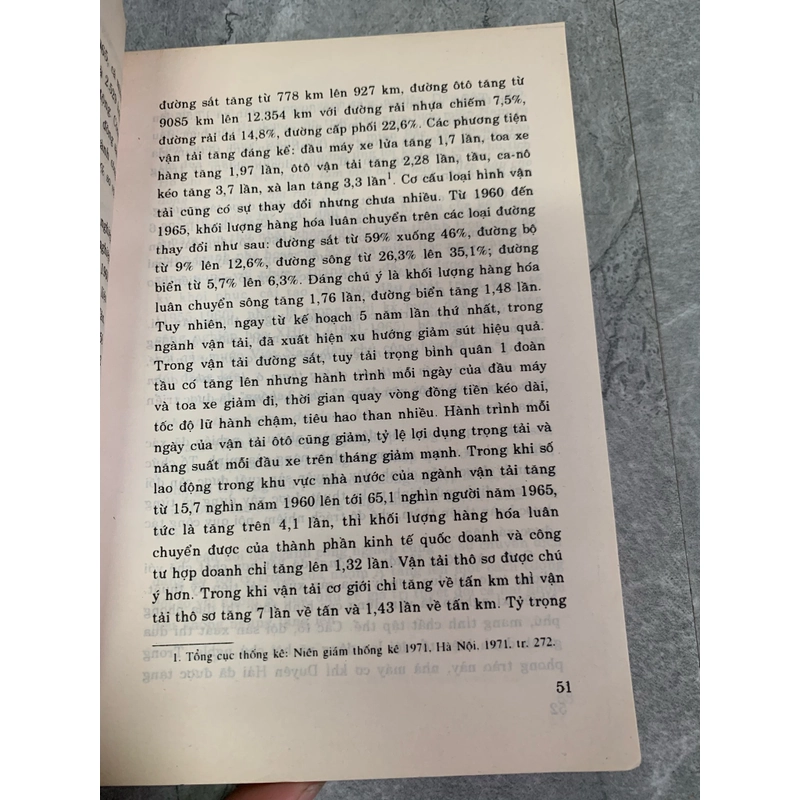 đường sắt tăng từ 778 km lên 927 km, đường ôtô tăng từ
9085 km lên 12.354 km với đường rải nhựa chiếm 7,5%,
đường rải đá 14,8%, đường cấp phối 22,6%. Các phương tiện
vận tải tăng đáng kể: đầu máy xe lửa tăng 1,7 lần, toa xe
hàng tăng 1,97 lần, ôtô vận tải tăng 2,28 lần, tầu, ca-nô
kéo tăng 3,7 lần, xà lan tăng 3,3 lần¹. Cơ cấu loại hình vận
tải cũng có sự thay đổi nhưng chưa nhiều. Từ 1960 đến
1965, khối lượng hàng hóa luân chuyển trên các loại đường
thay đổi như sau: đường sắt từ 59% xuống 46%, đường bộ
từ 9% lên 12,6%, đường sông từ 26,3% lên 35,1%; đường
biển từ 5,7% lên 6,3%. Đáng chú ý là khối lượng hàng hóa
luân chuyển sông tăng 1,76 lần, đường biển tăng 1,48 lần.
Tuy nhiên, ngay từ kế hoạch 5 năm lần thứ nhất, trong
ngành vận tải, đã xuất hiện xu hướng giảm sút hiệu quả.
Trong vận tải đường sắt, tuy tải trọng bình quân 1 đoàn
tầu có tăng lên nhưng hành trình mỗi ngày của đầu máy
và toa xe giảm đi, thời gian quay vòng đồng tiền kéo dài,
tốc độ lữ hành chậm, tiêu hao than nhiều. Hành trình mỗi
ngày của vận tải ôtô cũng giảm, tỷ lệ lợi dụng trọng tải và
năng suất mỗi đầu xe trên tháng giảm mạnh. Trong khi số
lao động trong khu vực nhà nước của ngành vận tải tăng
từ 15,7 nghìn năm 1960 lên tới 65,1 nghìn người năm 1965,
tức là tăng trên 4,1 lần, thì khối lượng hàng hóa luân
chuyển được của thành phần kinh tế quốc doanh và công
tư hợp doanh chỉ tăng lên 1,32 lần. Vận tải thô sơ được chú
ý hơn. Trong khi vận tải cơ giới chỉ tăng về tấn km thì vận
tải thô sơ tăng 7 lần về tấn và 1,43 lần về tấn km. Tỷ trọng
1. Tổng cục thống kê: Niên giám thống kê 1971, Hà Nội, 1971, tr. 272.
51